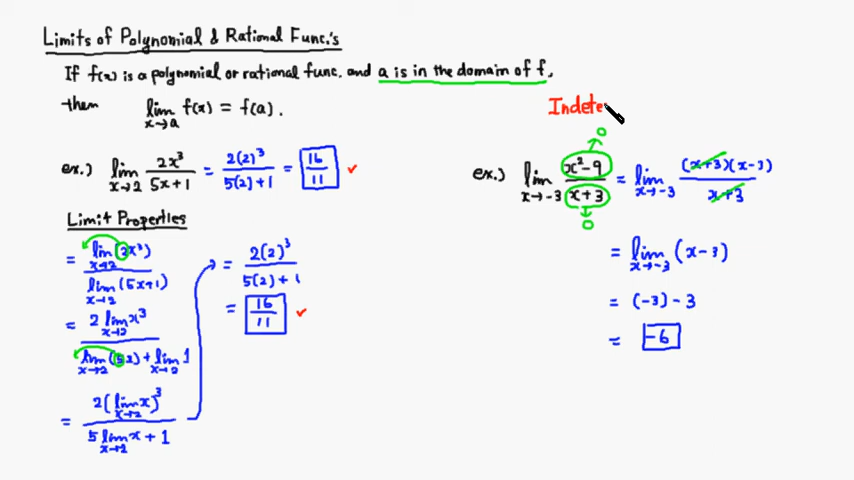 Limits of Polynomial & Rational Func.'s
If f(x) is a polynomial or rational func. and a is in the domain of f,
then lim x→a f(x) = f(a).
ex.) lim x→2 2x³/5x+1 = 2(2)³/5(2)+1 = 16/11 ✓
Limit Properties
= lim x→2 (2x³) / lim x→2 (5x+1)
= 2 lim x→2 x³ / lim x→2 (5x) + lim x→2 1
= 2(lim x→2 x)³ / 5 lim x→2 x + 1
= 2(2)³ / 5(2)+1
= 16/11 ✓
Indete
0
ex.) lim x→-3 x²-9 / x+3 = lim x→-3 (x+3)(x-3) / x+3
0
= lim x→-3 (x-3)
= (-3)-3
= -6